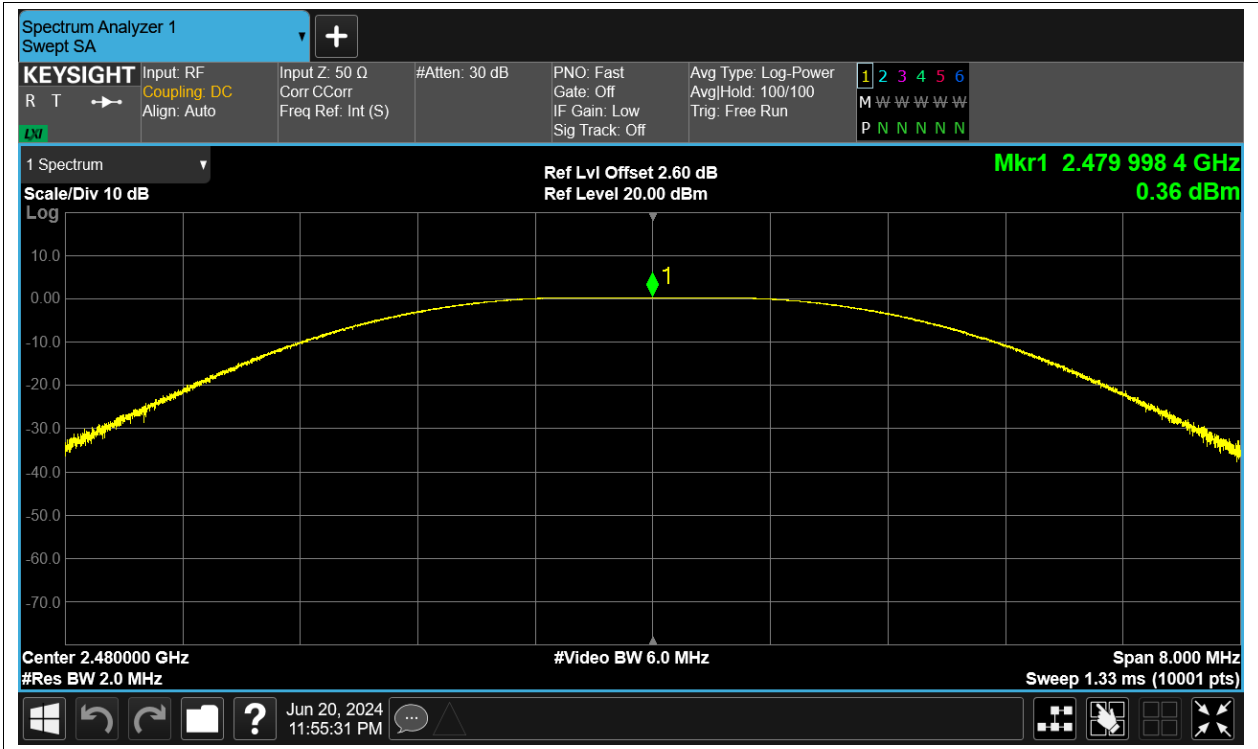 Spectrum Analyzer 1
Swept SA
+
KEYSIGHT
R T
LXI
Input: RF
Coupling: DC
Align: Auto
Input Z: 50 Ω
Corr CCorr
Freq Ref: Int (S)
#Atten: 30 dB
PNO: Fast
Gate: Off
IF Gain: Low
Sig Track: Off
Avg Type: Log-Power
Avg|Hold: 100/100
Trig: Free Run
1 2 3 4 5 6
M W W W W W
P N N N N N
1 Spectrum
Scale/Div 10 dB
Log
Ref Lvl Offset 2.60 dB
Ref Level 20.00 dBm
Mkr1 2.479 998 4 GHz
0.36 dBm
1
10.0
0.00
-10.0
-20.0
-30.0
-40.0
-50.0
-60.0
-70.0
Center 2.480000 GHz
#Res BW 2.0 MHz
#Video BW 6.0 MHz
Span 8.000 MHz
Sweep 1.33 ms (10001 pts)
?
Jun 20, 2024
11:55:31 PM